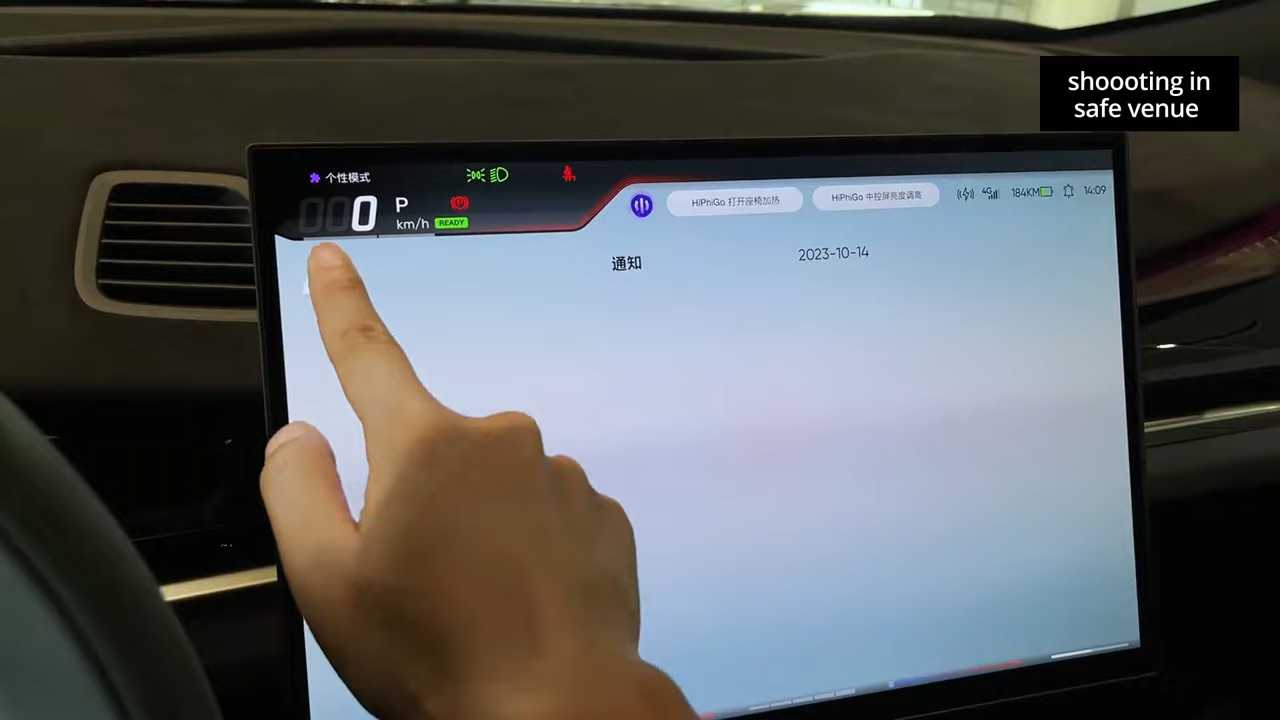 shoooting in
safe venue
个性模式
000
P
km/h
READY
HiPhiGo 打开座椅加热
HiPhiGo 中控屏亮度调高
4G
184KM
14:09
通知
2023-10-14